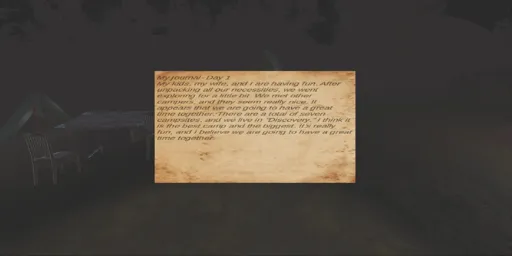 My Journal- Day 1
My kids, my wife, and I are having fun. After
unpacking all our necessities, we went
exploring for a little bit. We met other
campers, and they seem really nice. It
appears that we are going to have a great
time together. There are a total of seven
campsites, and we live in "Discovery." I think it
is the best camp and the biggest. It's really
fun, and I believe we are going to have a great
time together.